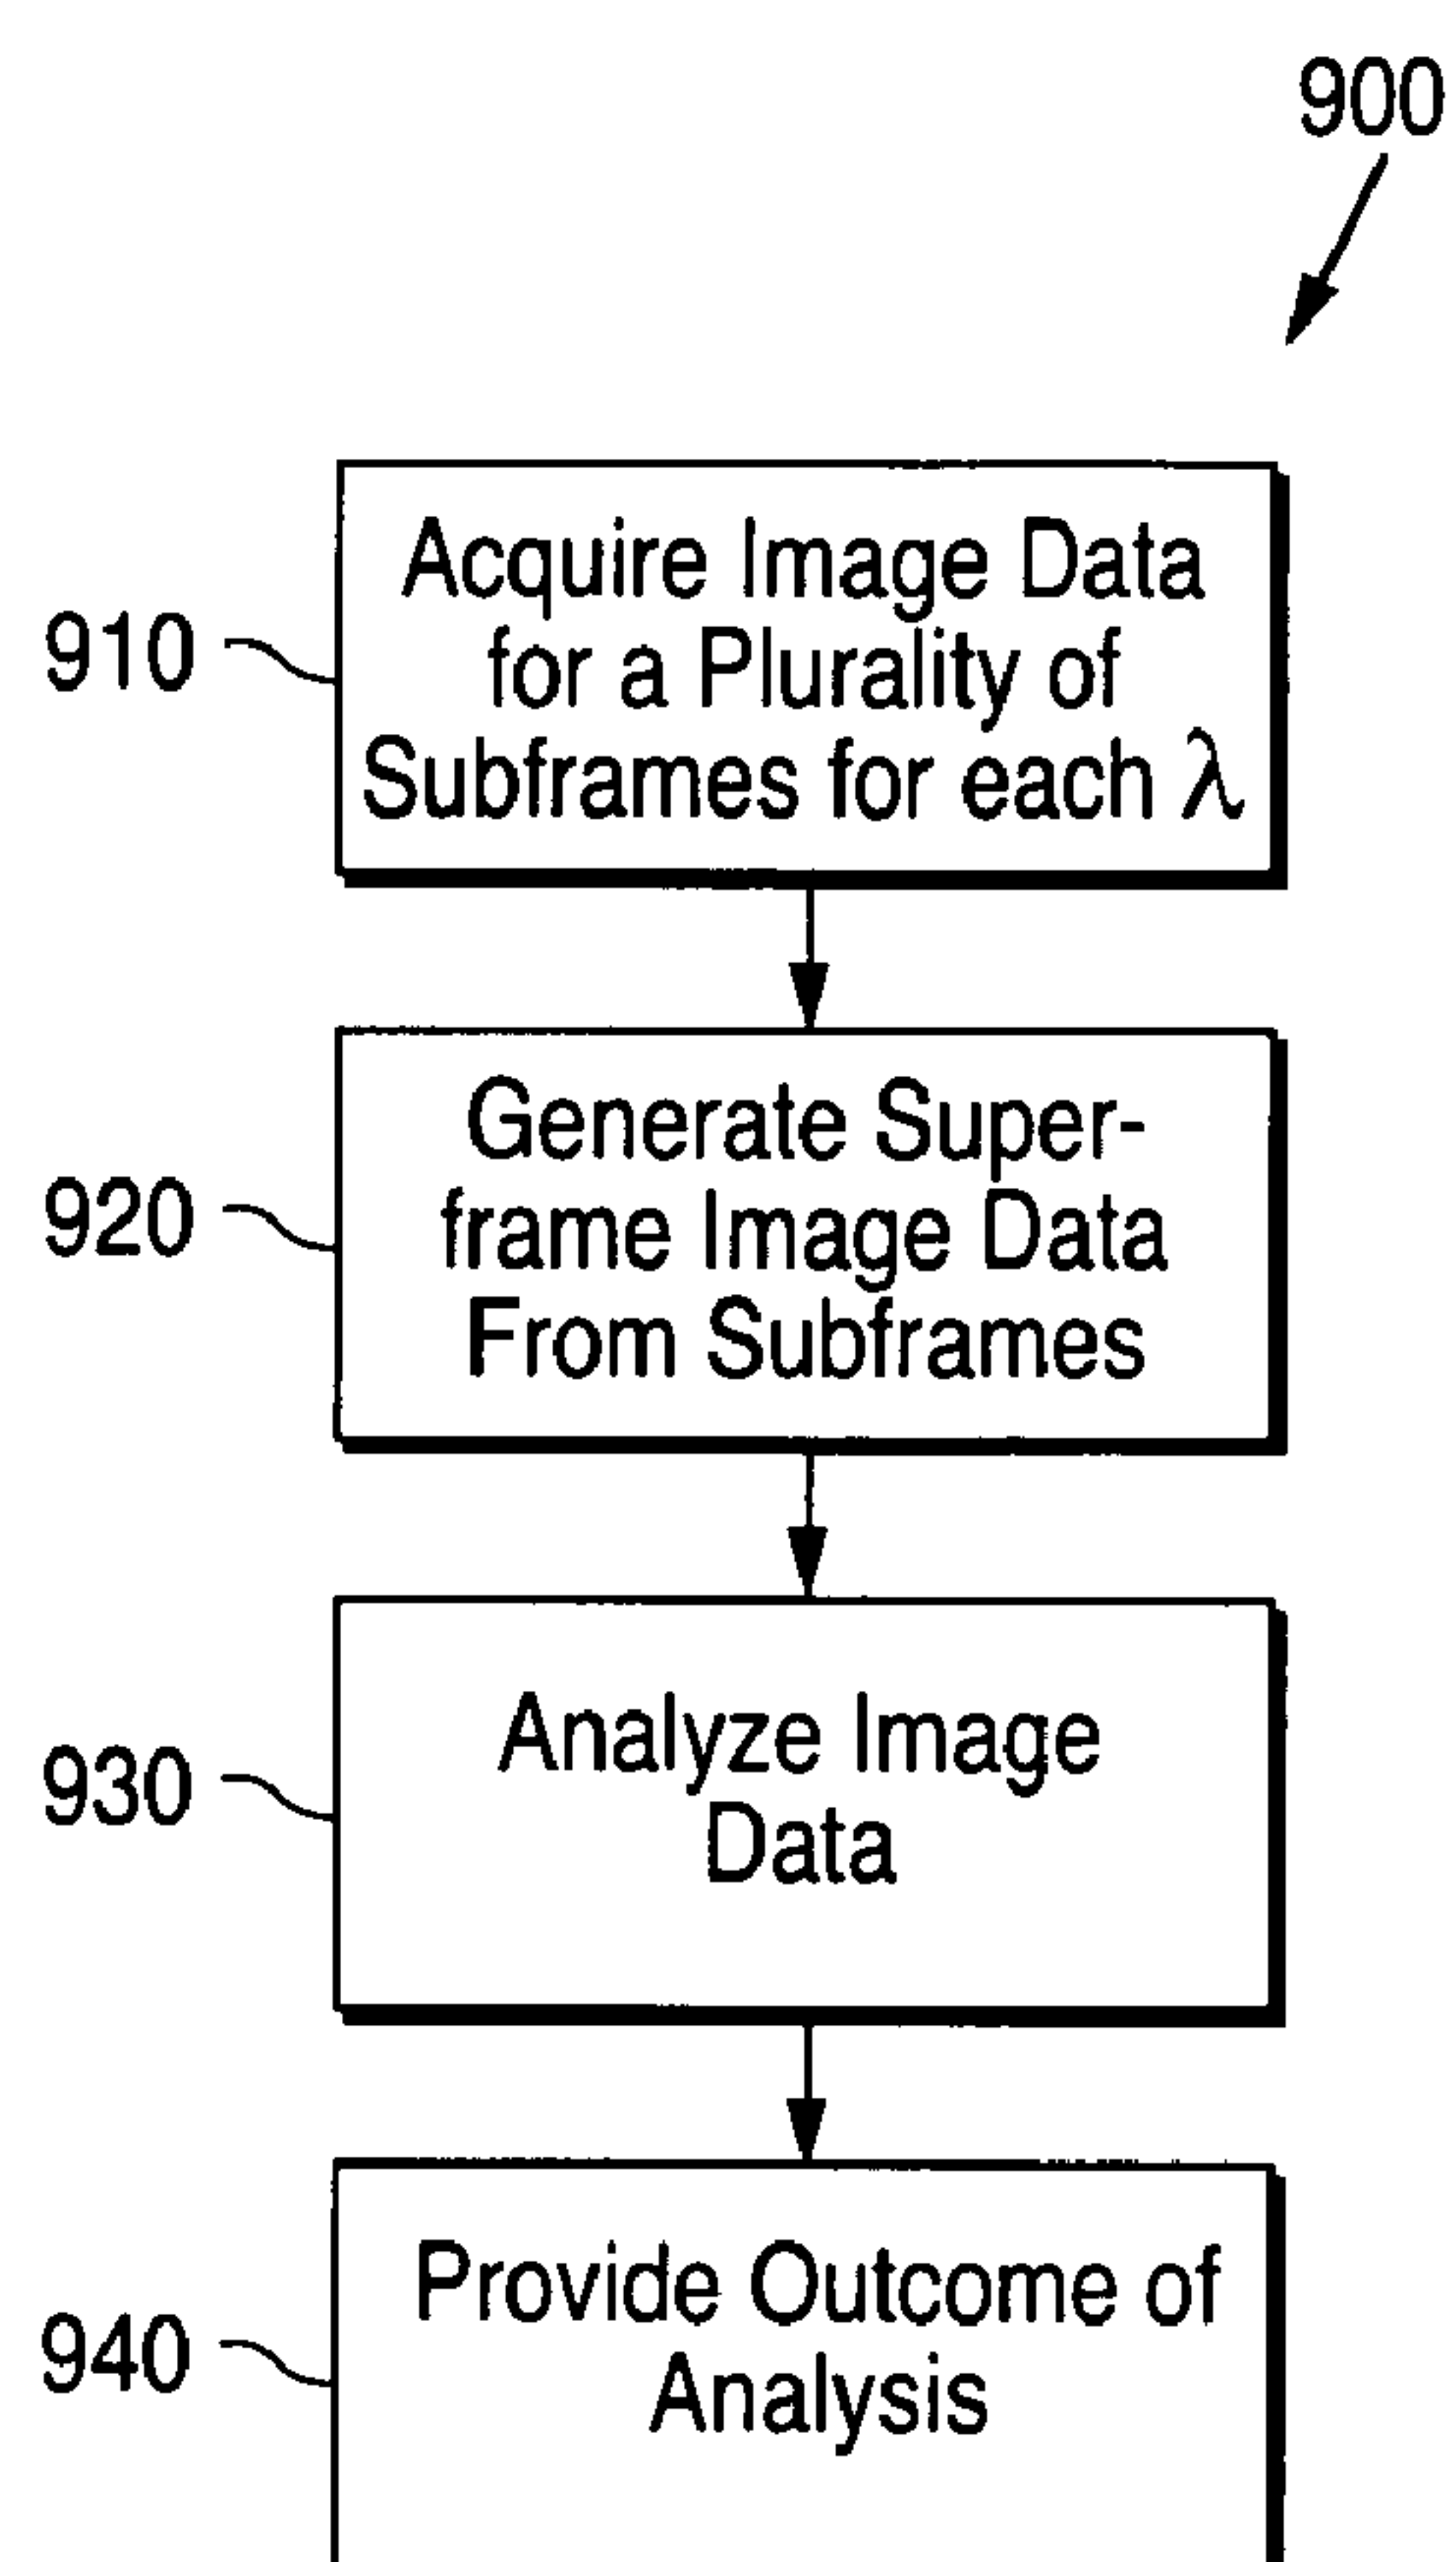 900
910
Acquire Image Data
for a Plurality of
Subframes for each λ
920
Generate Super-
frame Image Data
From Subframes
930
Analyze Image
Data
940
Provide Outcome of
Analysis